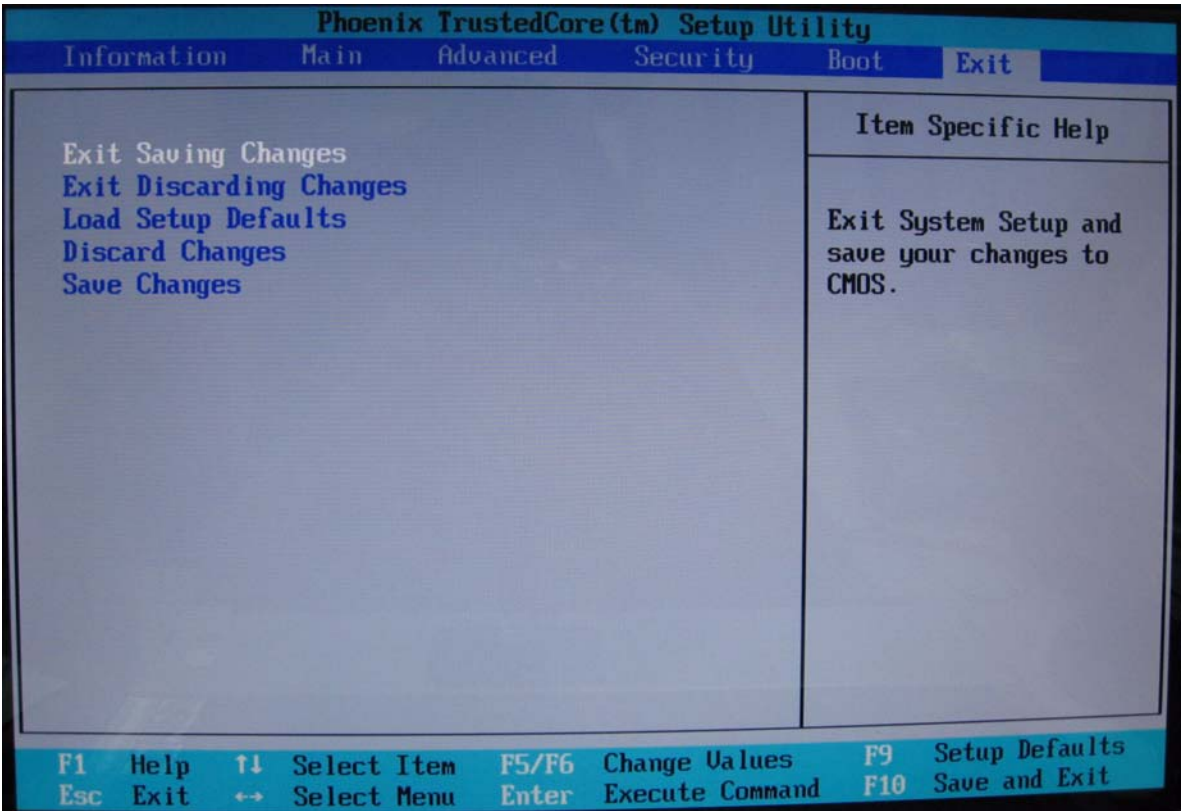 Phoenix TrustedCore(tm) Setup Utility
Information Main Advanced Security Boot Exit
Exit Saving Changes
Exit Discarding Changes
Load Setup Defaults
Discard Changes
Save Changes
Item Specific Help
Exit System Setup and
save your changes to
CMOS.
F1 Help ↑↓ Select Item F5/F6 Change Values F9 Setup Defaults
Esc Exit ↔ Select Menu Enter Execute Command F10 Save and Exit